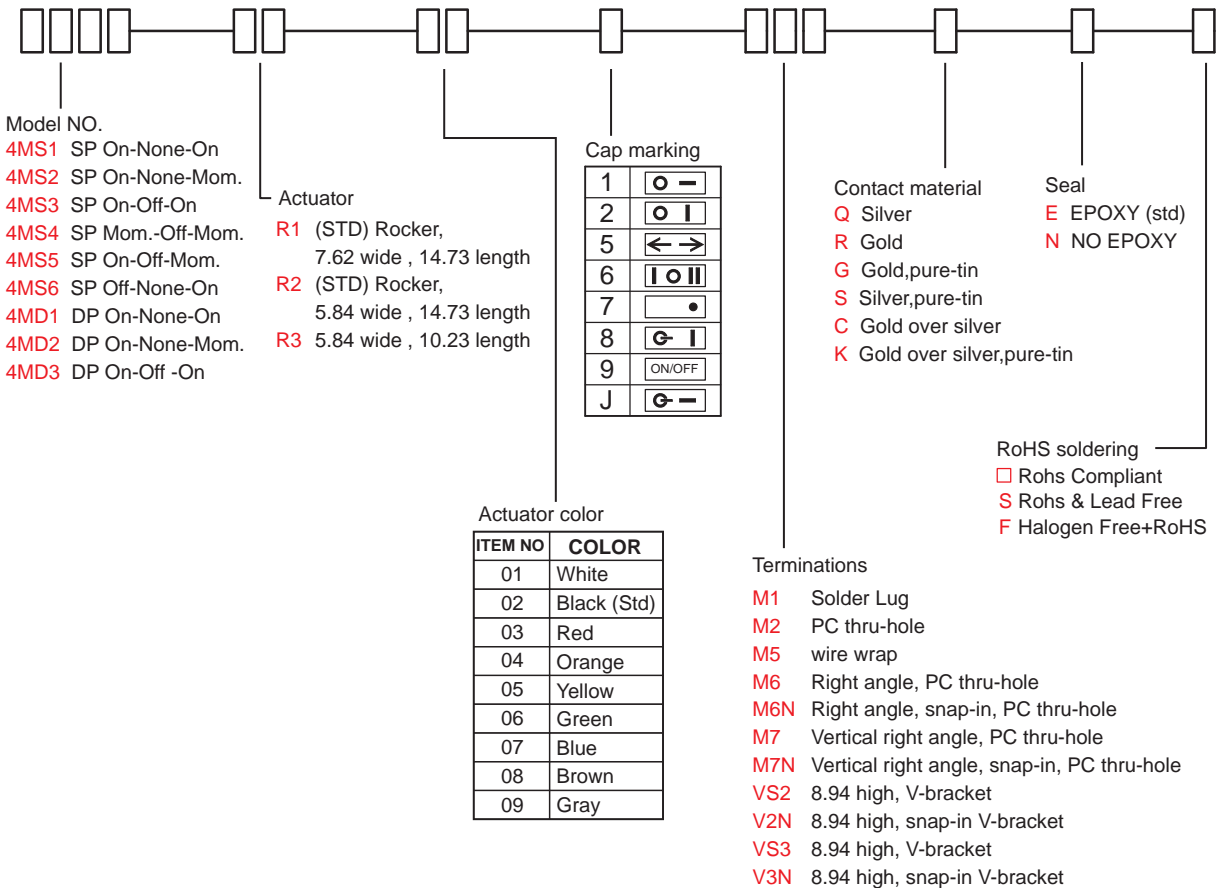 Model NO.
4MS1 SP On-None-On
4MS2 SP On-None-Mom.
4MS3 SP On-Off-On
4MS4 SP Mom.-Off-Mom.
4MS5 SP On-Off-Mom.
4MS6 SP Off-None-On
4MD1 DP On-None-On
4MD2 DP On-None-Mom.
4MD3 DP On-Off -On
Actuator
R1 (STD) Rocker,
7.62 wide , 14.73 length
R2 (STD) Rocker,
5.84 wide , 14.73 length
R3 5.84 wide , 10.23 length
Actuator color
ITEM NO COLOR
01 White
02 Black (Std)
03 Red
04 Orange
05 Yellow
06 Green
07 Blue
08 Brown
09 Gray
Cap marking
1
2
5
6
7
8
9 ON/OFF
J
Terminations
M1 Solder Lug
M2 PC thru-hole
M5 wire wrap
M6 Right angle, PC thru-hole
M6N Right angle, snap-in, PC thru-hole
M7 Vertical right angle, PC thru-hole
M7N Vertical right angle, snap-in, PC thru-hole
VS2 8.94 high, V-bracket
V2N 8.94 high, snap-in V-bracket
VS3 8.94 high, V-bracket
V3N 8.94 high, snap-in V-bracket
Contact material
Q Silver
R Gold
G Gold,pure-tin
S Silver,pure-tin
C Gold over silver
K Gold over silver,pure-tin
Seal
E EPOXY (std)
N NO EPOXY
RoHS soldering
□ Rohs Compliant
S Rohs & Lead Free
F Halogen Free+RoHS